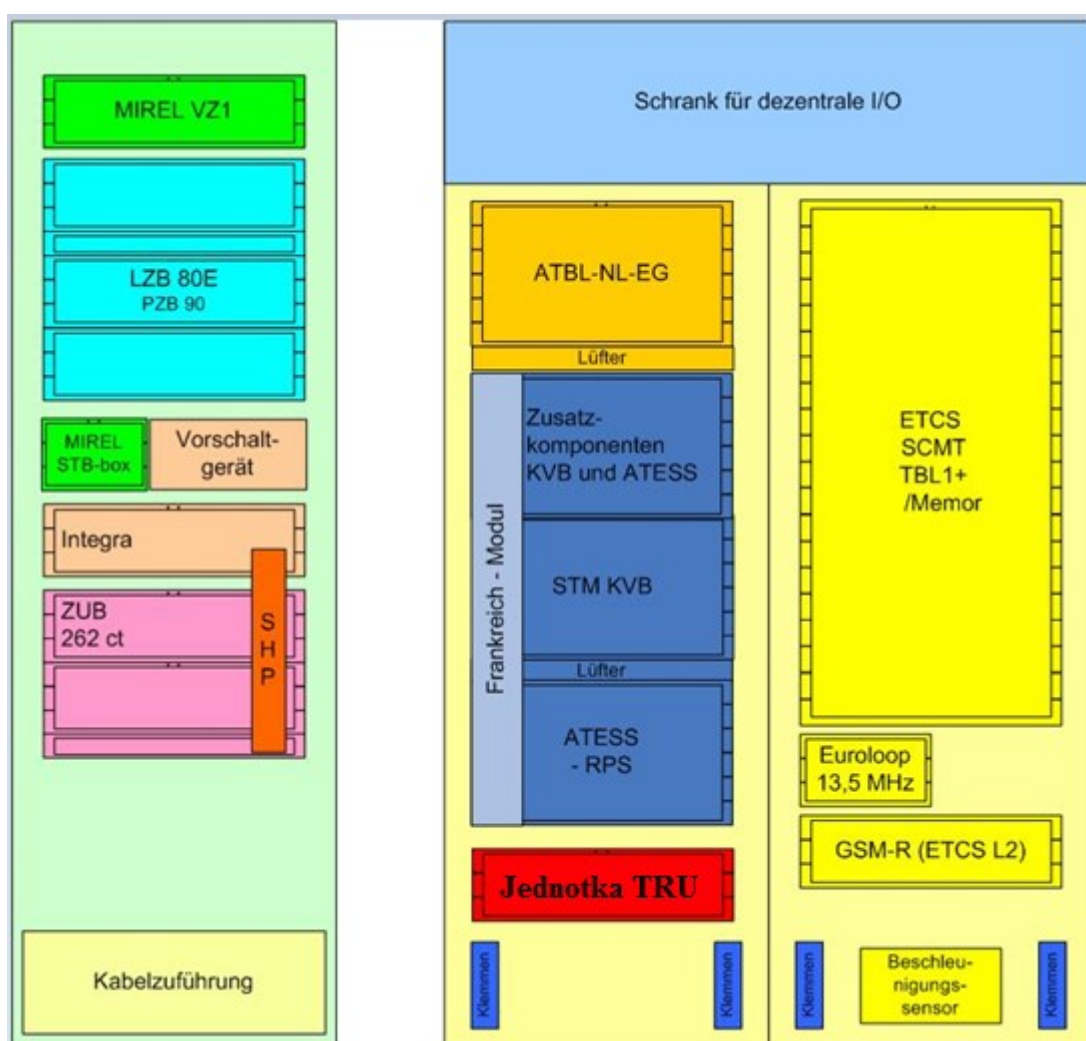 MIREL VZ1
LZB 80E
PZB 90
MIREL
STB-box
Vorschalt-
gerät
Integra
ZUB
262 ct
SHP
Kabelzuführung
Schrank für dezentrale I/O
ATBL-NL-EG
Lüfter
Frankreich - Modul
Zusatz-
komponenten
KVB und ATESS
STM KVB
Lüfter
ATESS
- RPS
Jednotka TRU
Klemmen
Klemmen
ETCS
SCMT
TBL1+
/Memor
Euroloop
13,5 MHz
GSM-R (ETCS L2)
Klemmen
Beschleu-
nigungs-
sensor
Klemmen